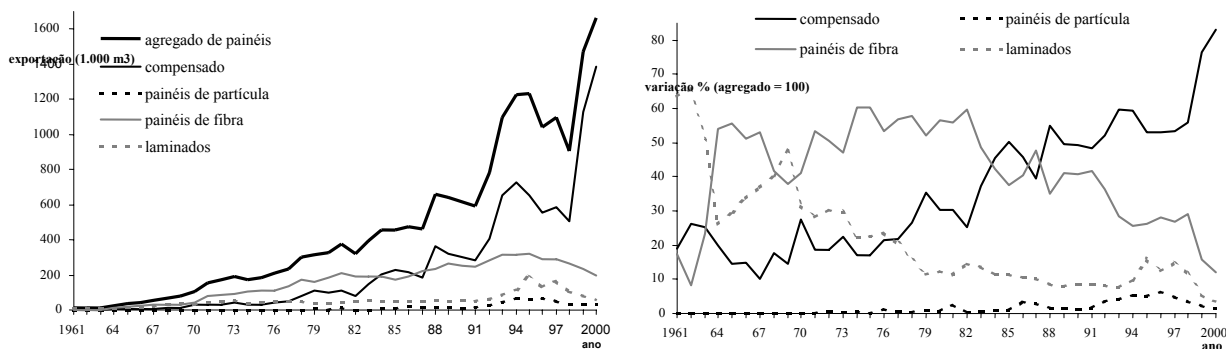 1600
1400
1200
1000
800
600
400
200
0
exportação (1.000 m3)
agregado de painéis
compensado
painéis de partícula
painéis de fibra
laminados
1961 64 67 70 73 76 79 82 85 88 91 94 97 2000
ano
compensado painéis de partícula
painéis de fibra laminados
80
70
60
50
40
30
20
10
0
variação % (agregado = 100)
1961 64 67 70 73 76 79 82 85 88 91 94 97 2000
ano